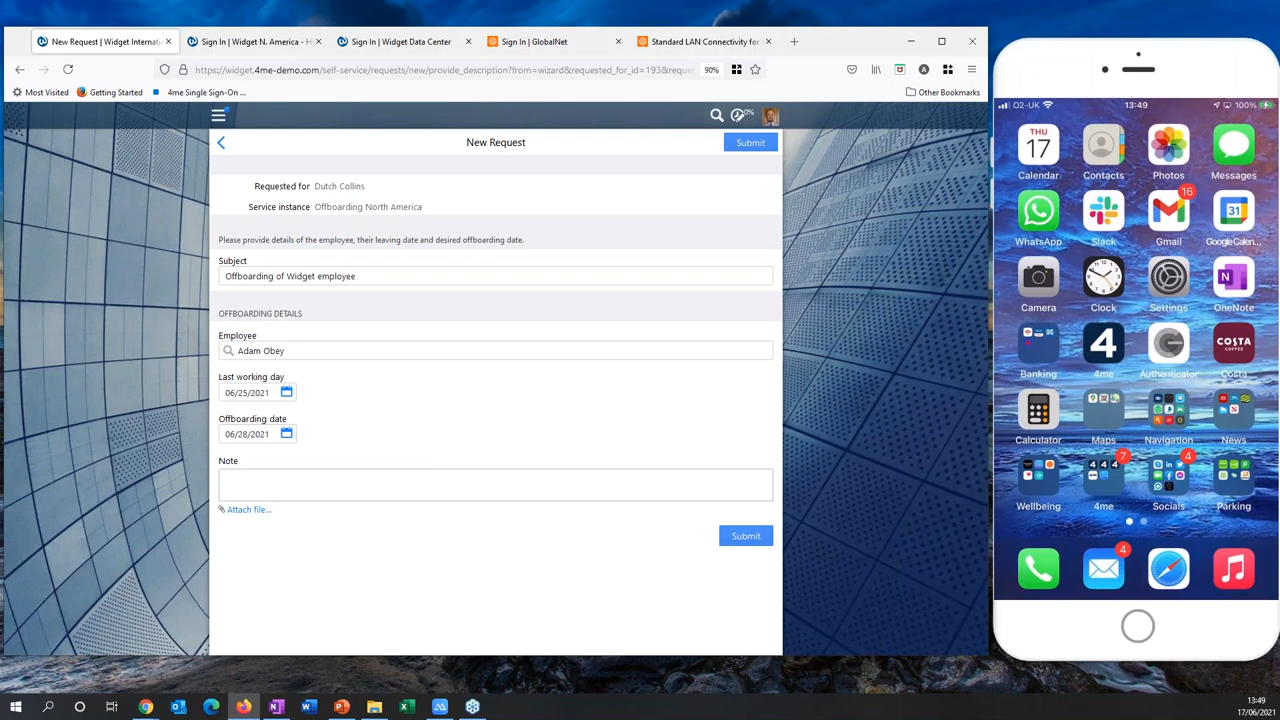 New Request | Widget Internati
Sign In | Widget N. America - H
Sign In | Widget Data Center
Sign In | GlobalNet
Standard LAN Connectivity for
https://widget.4me-demo.com/self-service/requests/new/provide_description?from=wizard&requested_for_id=193&reque
90%
Most Visited
Getting Started
4me Single Sign-On ...
Other Bookmarks
0%
New Request
Submit
Requested for Dutch Collins
Service instance Offboarding North America
Please provide details of the employee, their leaving date and desired offboarding date.
Subject
Offboarding of Widget employee
OFFBOARDING DETAILS
Employee
Adam Obey
Last working day
06/25/2021
Offboarding date
06/28/2021
Note
Attach file...
Submit
O2-UK 13:49 100%
THU
17
Calendar Contacts Photos Messages
16
31
WhatsApp Slack Gmail Google Calen...
Camera Clock Settings OneNote
4
COSTA
COFFEE
Banking 4me Authenticator Costa
Calculator Maps Navigation News
7 4
4 4 4
Wellbeing 4me Socials Parking
4
13:49
17/06/2021